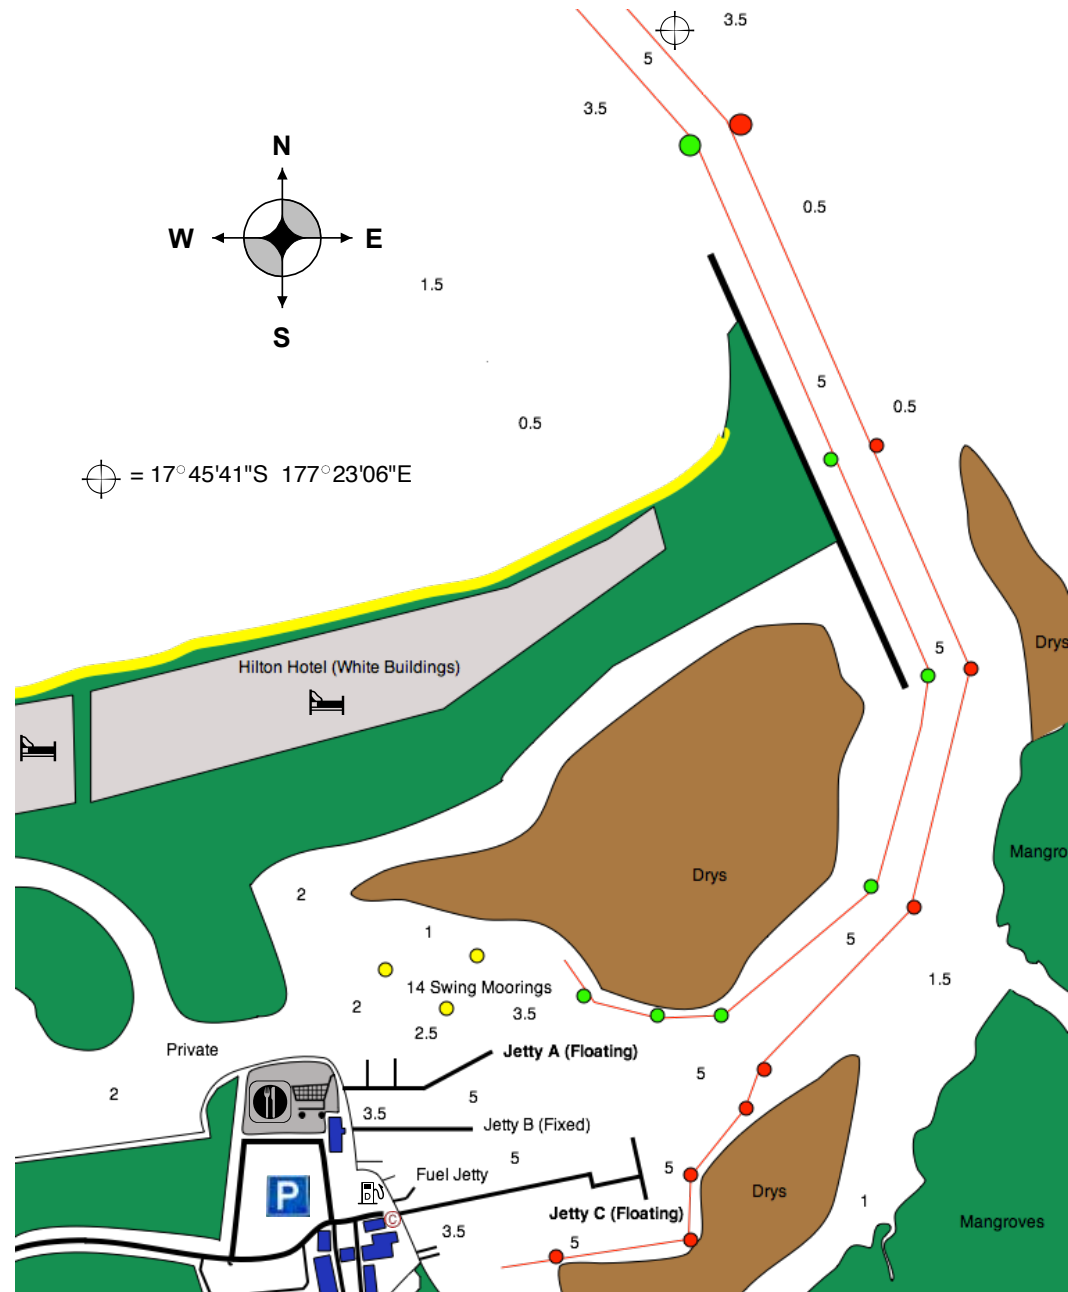 3.5
5
3.5
N
0.5
W
E
1.5
S
5
0.5
0.5
= 17°45'41"S 177°23'06"E
Drys
5
Hilton Hotel (White Buildings)
Mangro
Drys
2
1
5
1.5
14 Swing Moorings
2
3.5
2.5
Private
Jetty A (Floating)
5
2
5
3.5
Jetty B (Fixed)
5
5
Fuel Jetty
Drys
P
D
1
Jetty C (Floating)
C
Mangroves
3.5
5